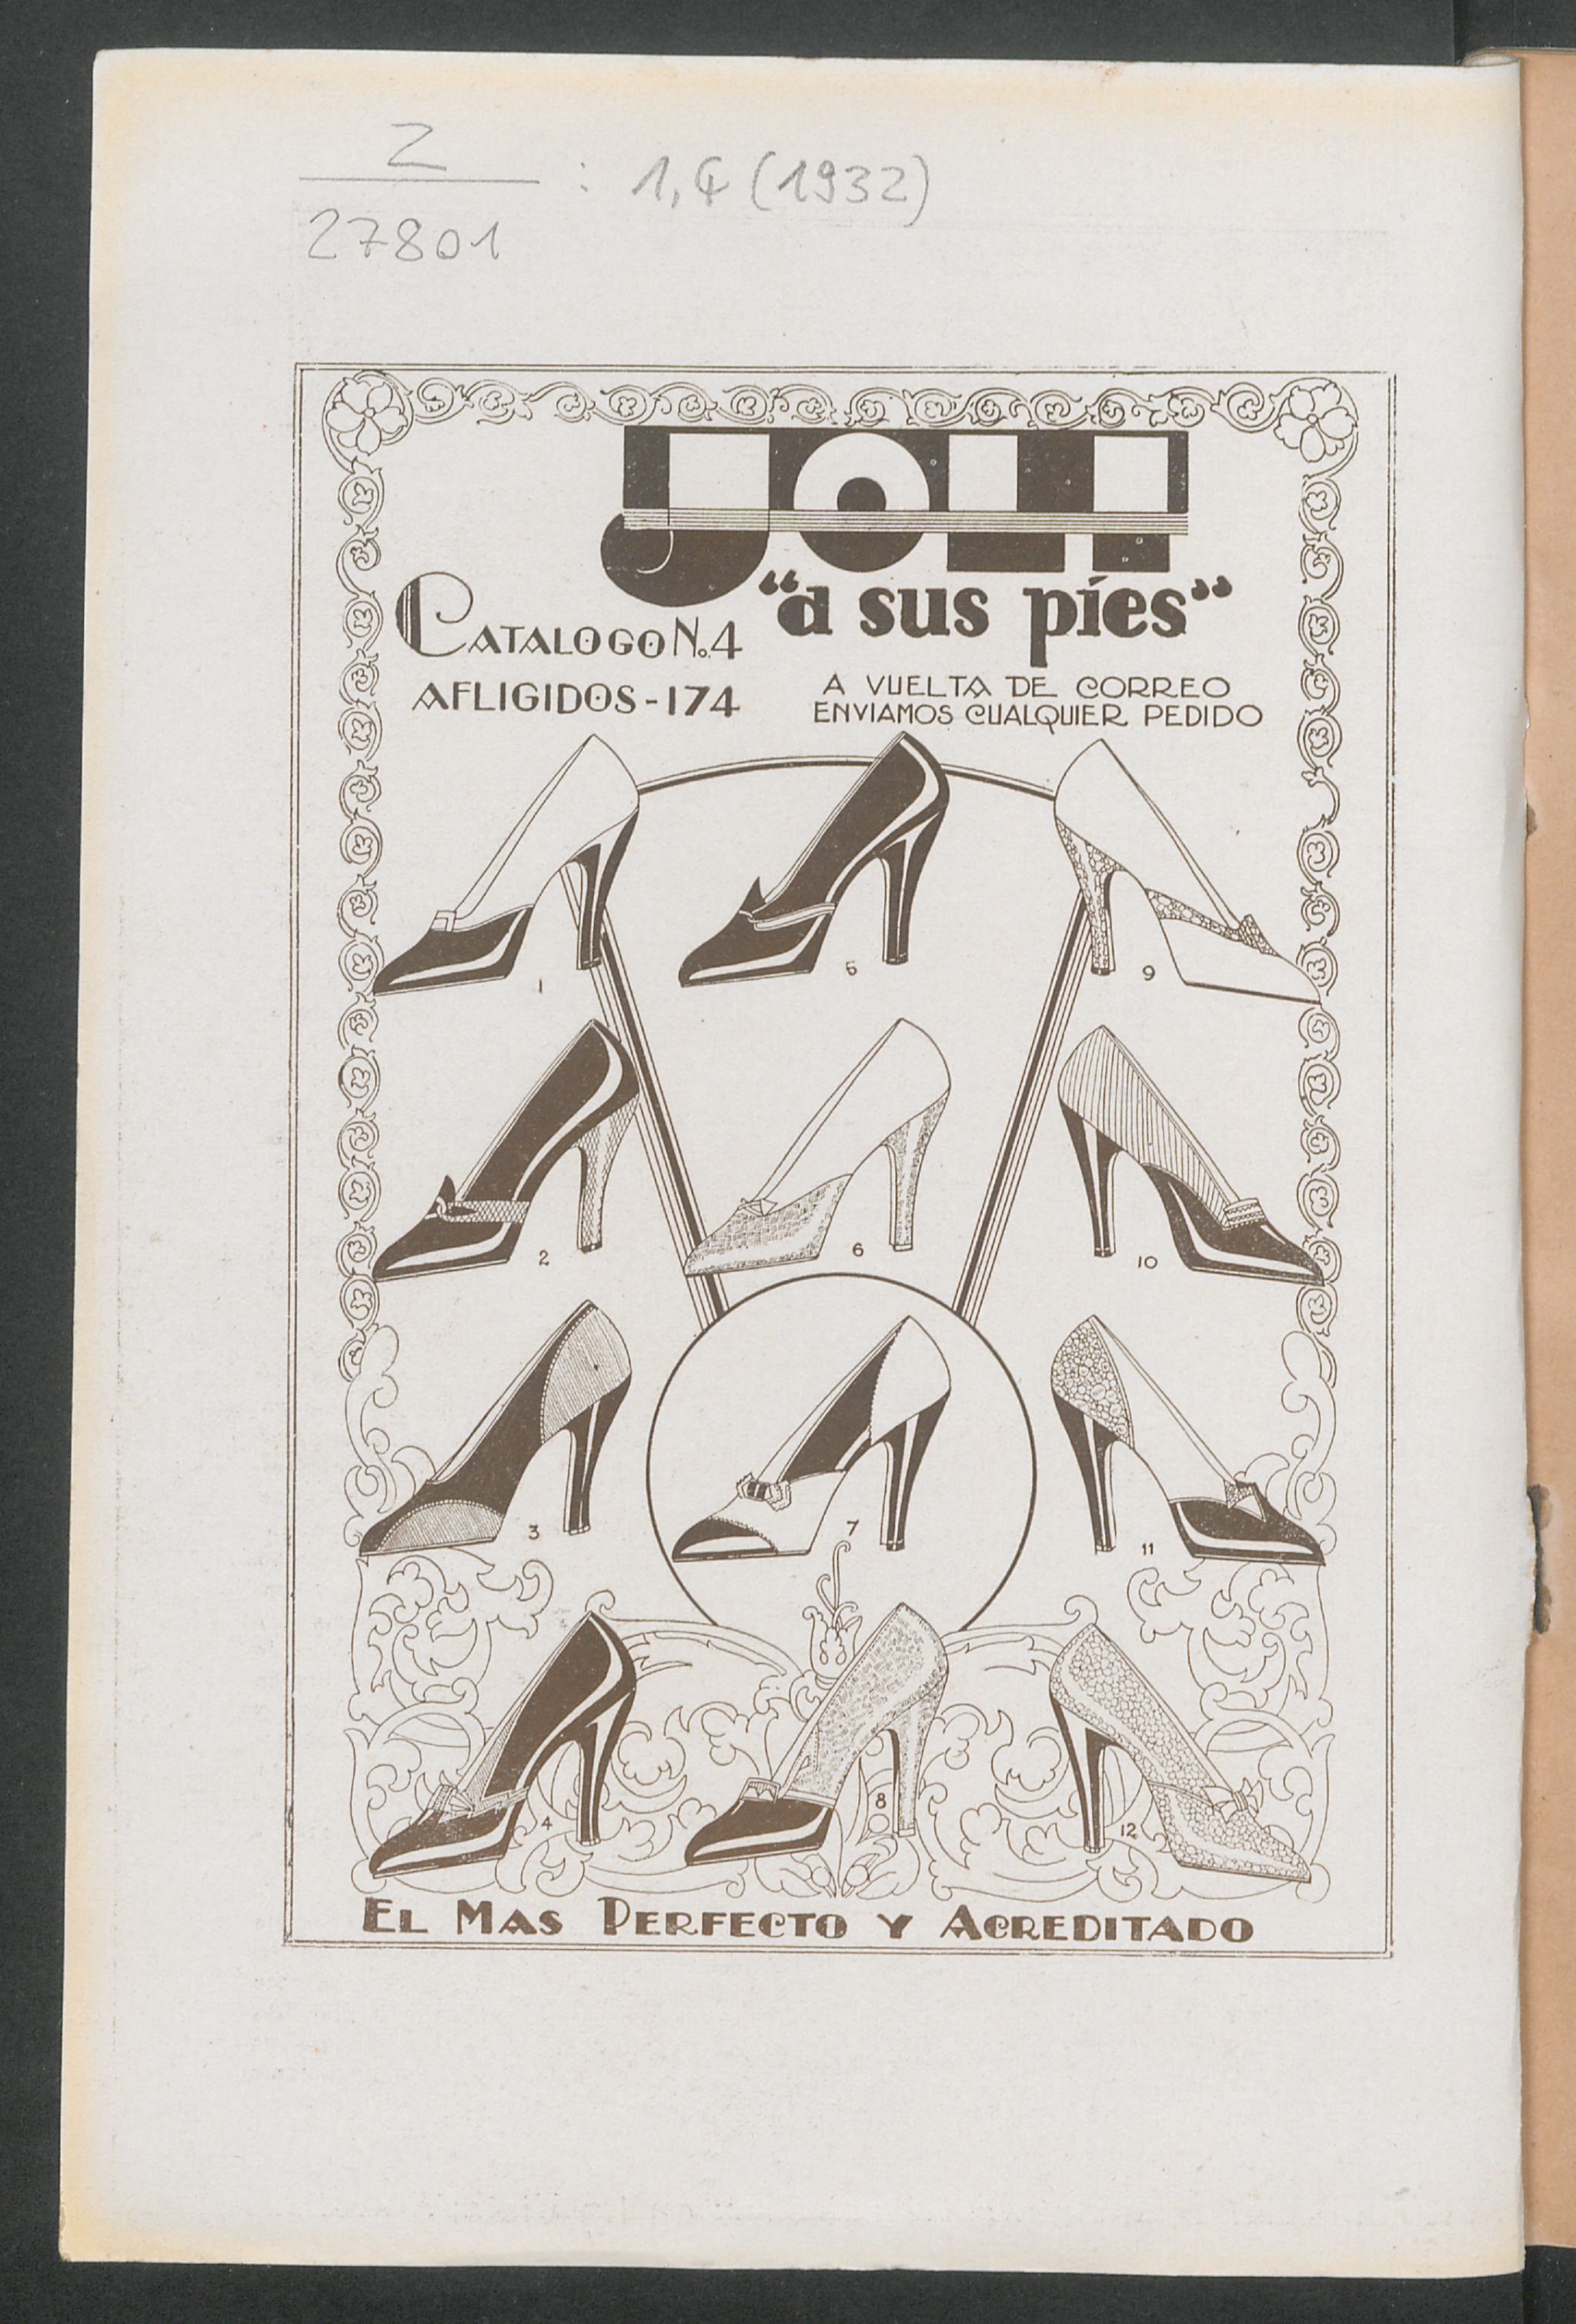 Z
27801 : 1,4 (1932)
JOLI
"a sus píes"
CATALOGO No. 4
AFLIGIDOS - 174
A VUELTA DE CORREO
ENVIAMOS CUALQUIER PEDIDO
1
5
9
2
6
10
3
7
11
4
8
12
EL MAS PERFECTO Y ACREDITADO